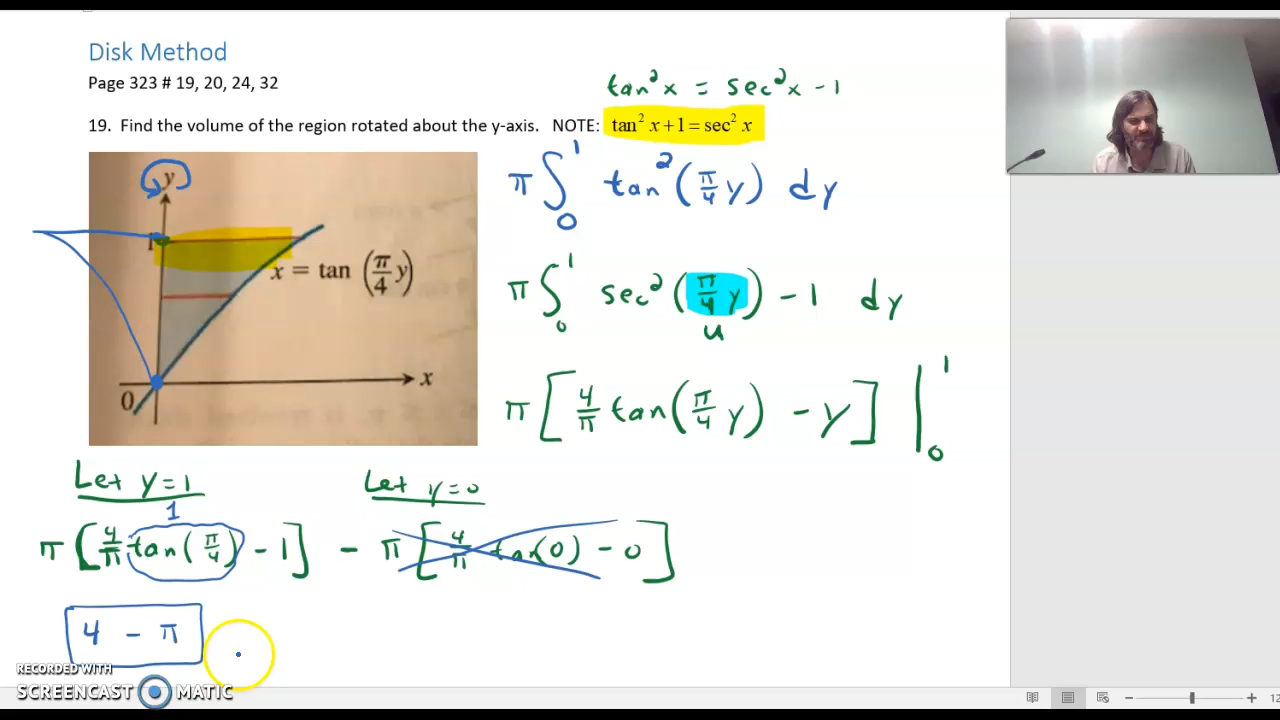 Disk Method
Page 323 # 19, 20, 24, 32
tan²x = sec²x - 1
19. Find the volume of the region rotated about the y-axis. NOTE: tan² x + 1 = sec² x
π ∫₀¹ tan² (π/4 y) dy
y
1
x = tan (π/4 y)
0
x
π ∫₀¹ sec² (π/4 y) - 1 dy
u
π [4/π tan(π/4 y) - y] |₀¹
Let y = 1
Let y = 0
1
π [4/π tan(π/4) - 1] - π [4/π tan(0) - 0]
4 - π
RECORDED WITH
SCREENCAST MATIC
12